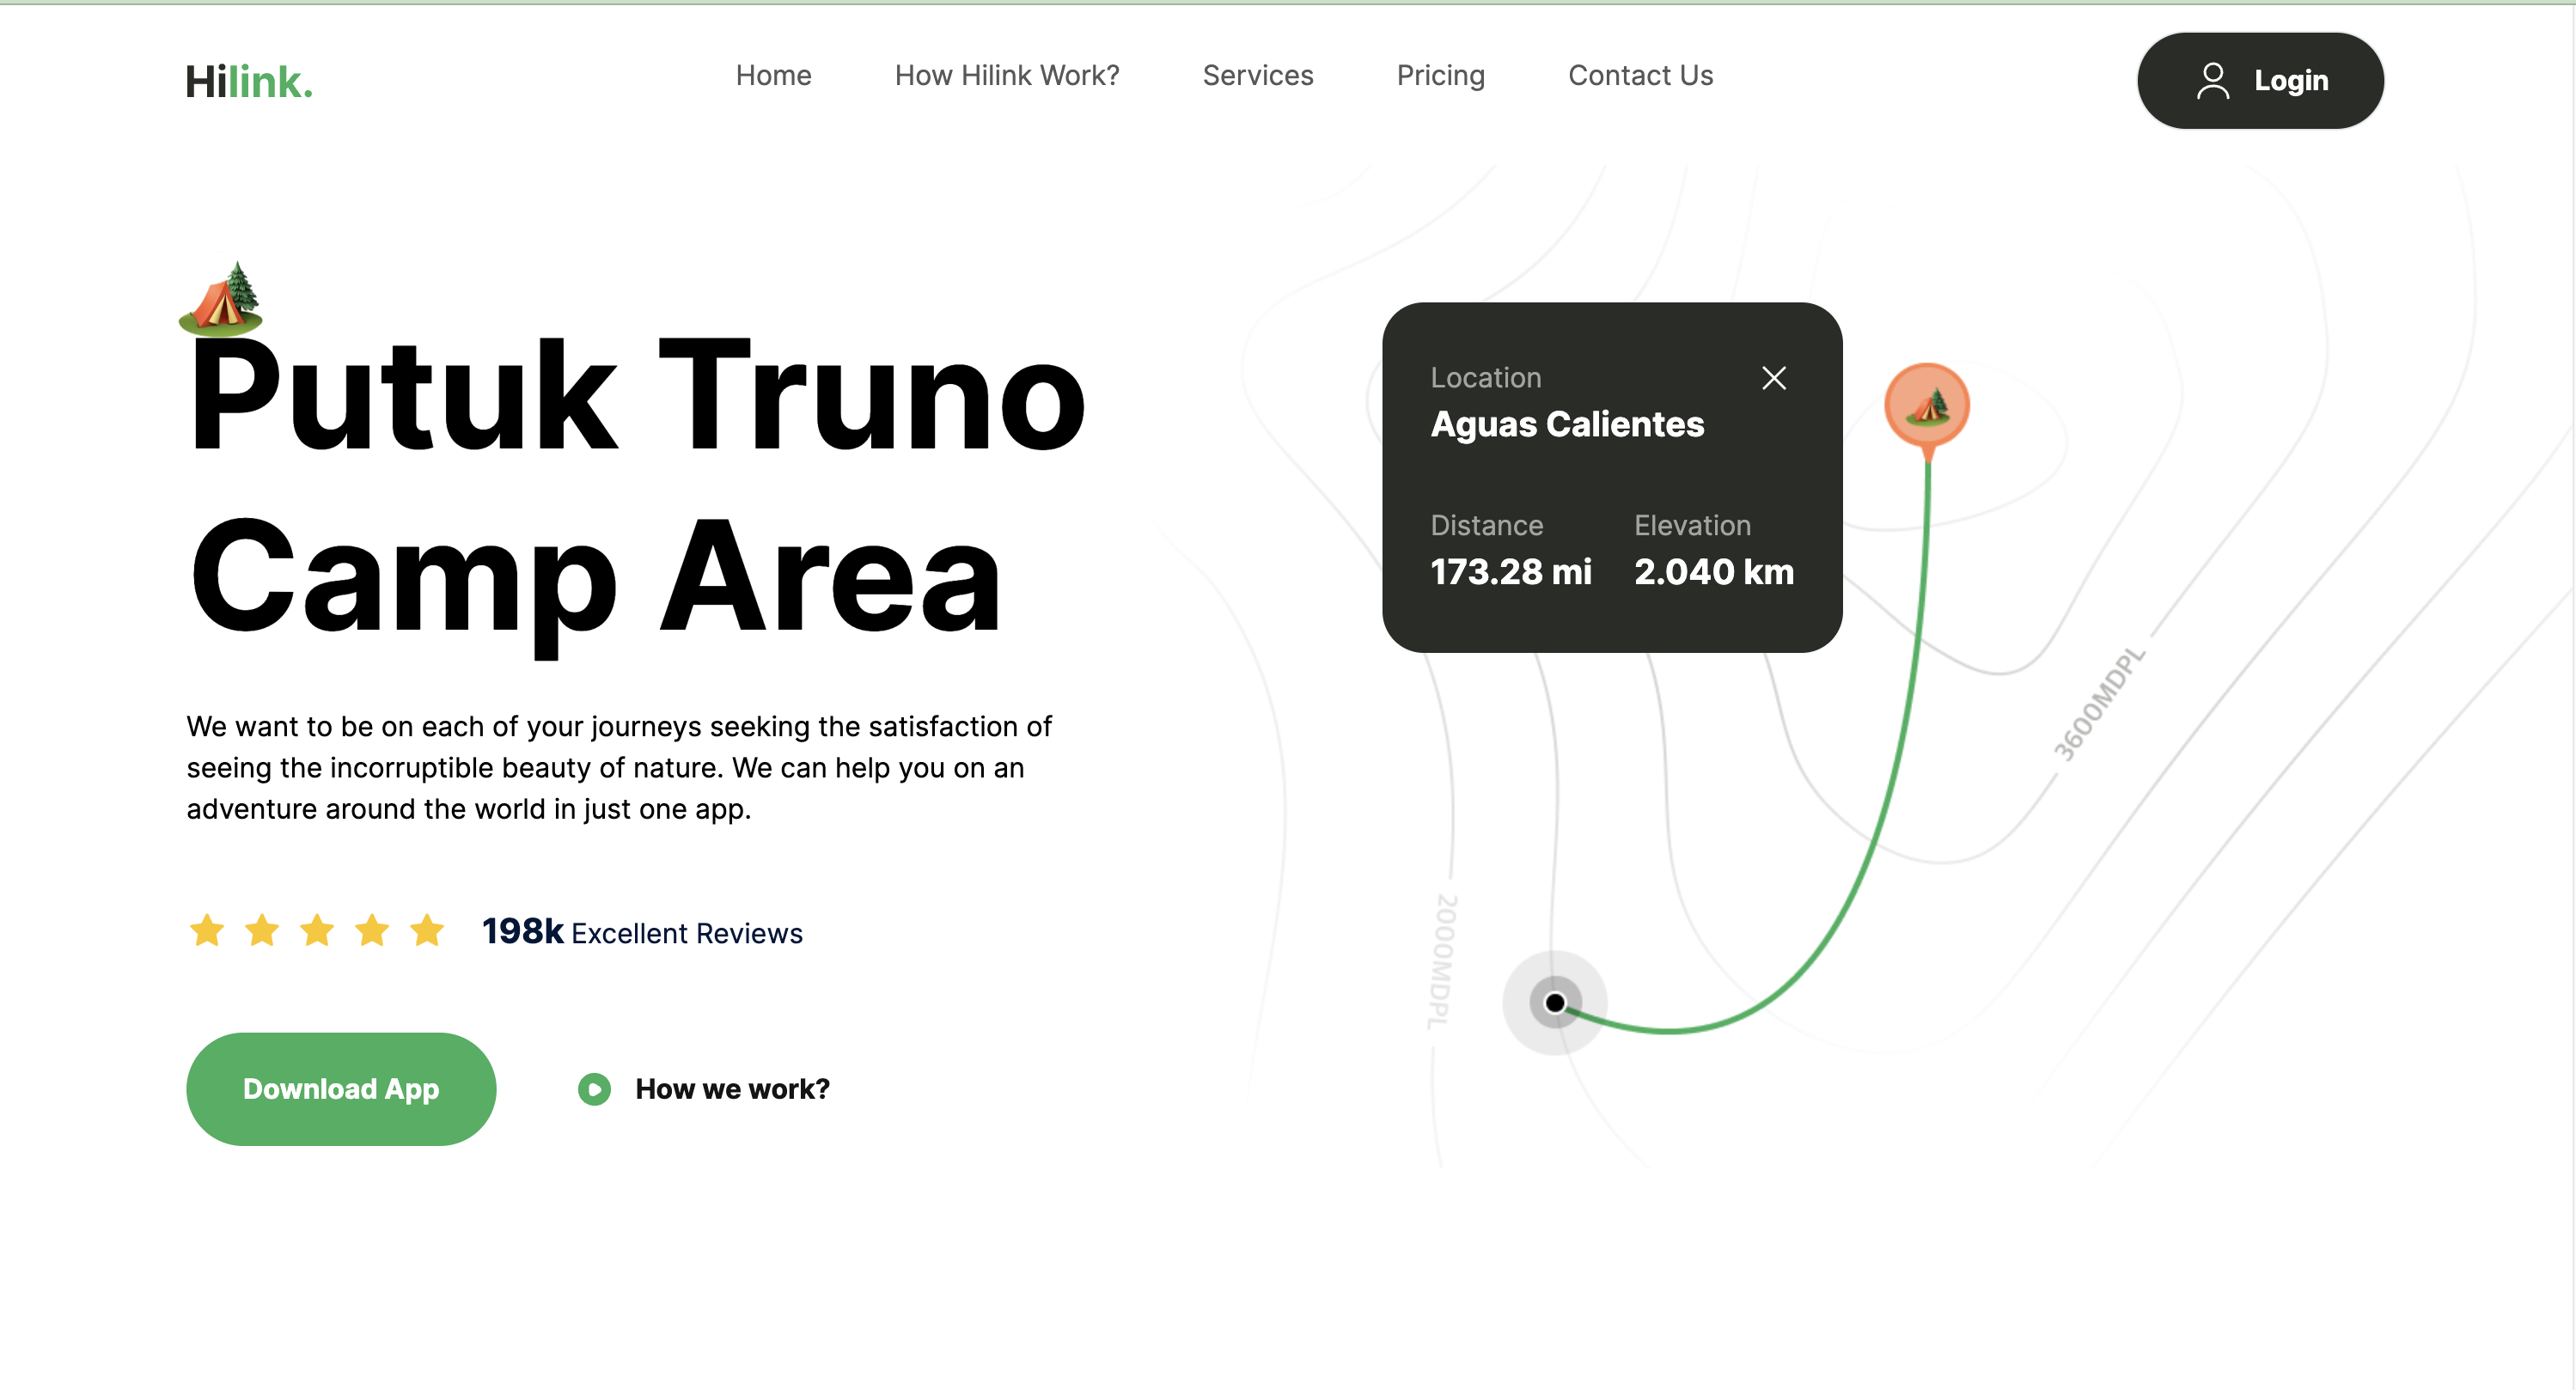 Hilink.
Home
How Hilink Work?
Services
Pricing
Contact Us
Login
Putuk Truno
Camp Area
We want to be on each of your journeys seeking the satisfaction of
seeing the incorruptible beauty of nature. We can help you on an
adventure around the world in just one app.
198k Excellent Reviews
Download App
How we work?
Location
Aguas Calientes
Distance
173.28 mi
Elevation
2.040 km
3600MDPL
2000MDPL